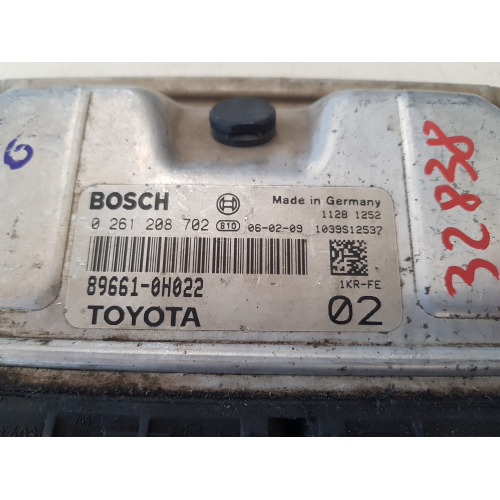 6
BOSCH
Made in Germany
1128 1252
0 261 208 702 B10 06-02-09 1039S12537
89661-0H022
1KR-FE
TOYOTA
02
32838